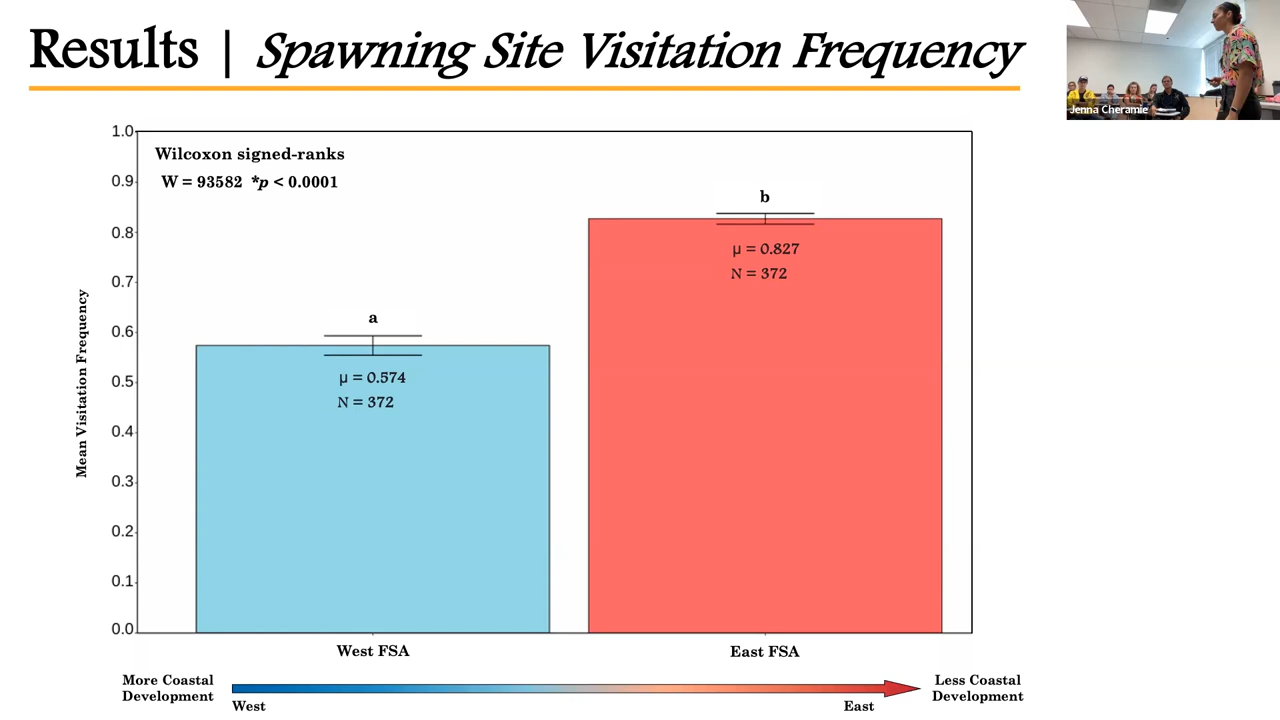 Results | Spawning Site Visitation Frequency
Jenna Cheramie
Wilcoxon signed-ranks
W = 93582 *p < 0.0001
Mean Visitation Frequency
1.0
0.9
0.8
0.7
0.6
0.5
0.4
0.3
0.2
0.1
0.0
a
μ = 0.574
N = 372
b
μ = 0.827
N = 372
West FSA
East FSA
More Coastal
Development
West
East
Less Coastal
Development